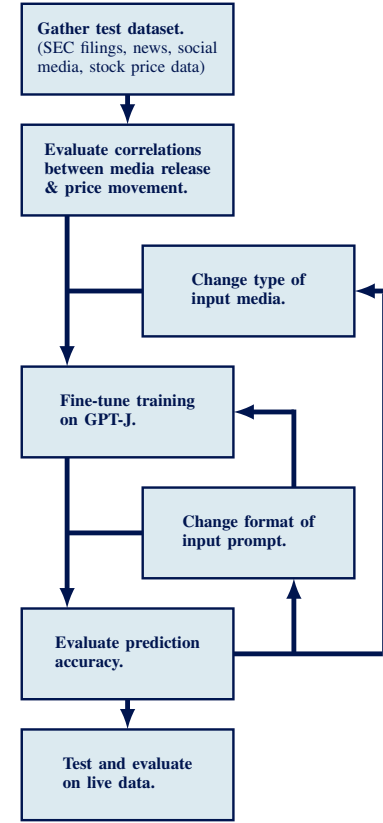 Gather test dataset.
(SEC filings, news, social
media, stock price data)
Evaluate correlations
between media release
& price movement.
Change type of
input media.
Fine-tune training
on GPT-J.
Change format of
input prompt.
Evaluate prediction
accuracy.
Test and evaluate
on live data.